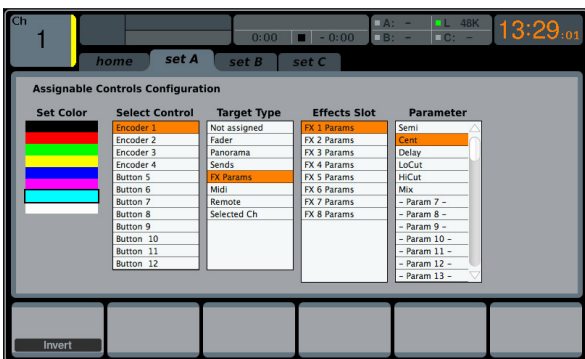 Ch
1
0:00 - 0:00
A: - L 48K
B: - C: -
13:29:01
home set A set B set C
Assignable Controls Configuration
Set Color Select Control Target Type Effects Slot Parameter
Encoder 1 Not assigned FX 1 Params Semi
Encoder 2 Fader FX 2 Params Cent
Encoder 3 Panorama FX 3 Params Delay
Encoder 4 Sends FX 4 Params LoCut
Button 5 FX Params FX 5 Params HiCut
Button 6 Midi FX 6 Params Mix
Button 7 Remote FX 7 Params - Param 7 -
Button 8 Selected Ch FX 8 Params - Param 8 -
Button 9 - Param 9 -
Button 10 - Param 10 -
Button 11 - Param 11 -
Button 12 - Param 12 -
- Param 13 -
Invert